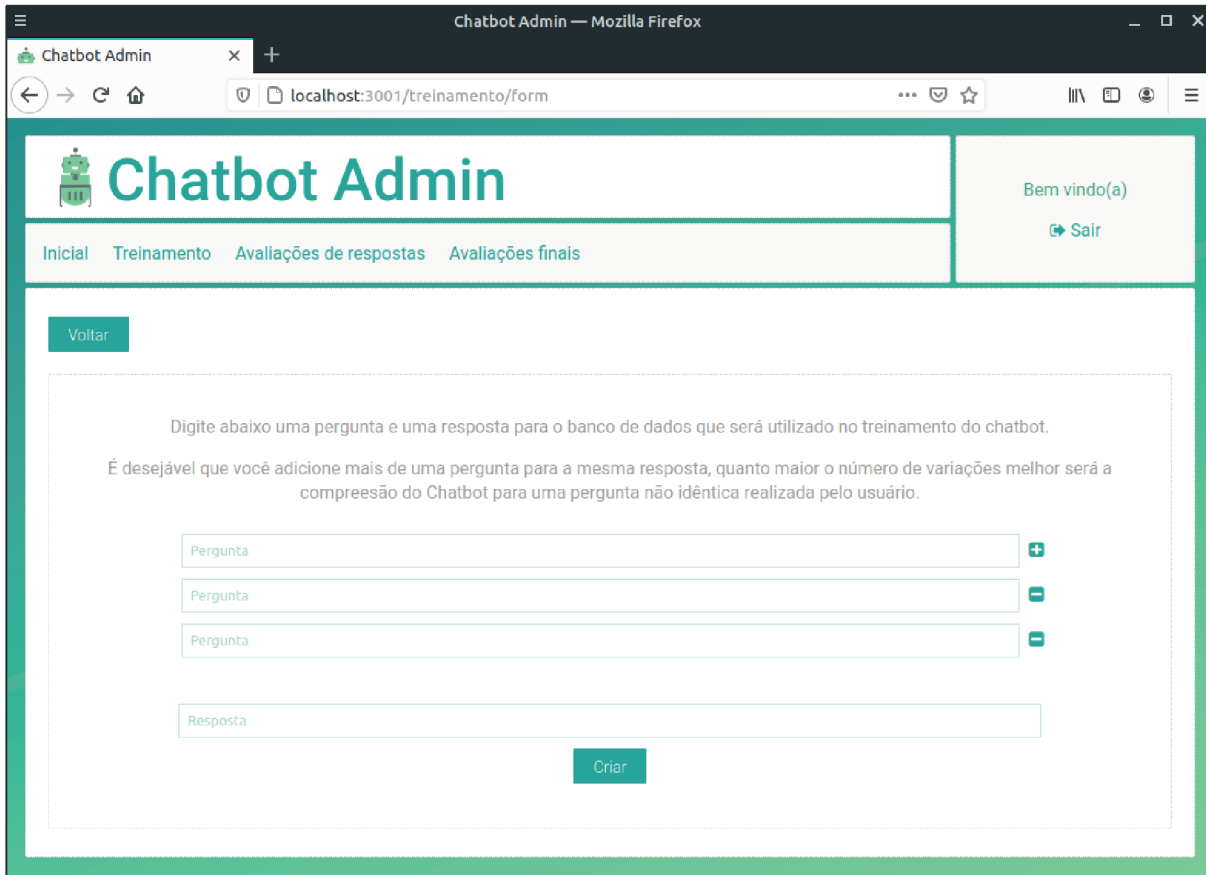 Chatbot Admin — Mozilla Firefox
Chatbot Admin
localhost:3001/treinamento/form
Chatbot Admin
Bem vindo(a)
Sair
Inicial Treinamento Avaliações de respostas Avaliações finais
Voltar
Digite abaixo uma pergunta e uma resposta para o banco de dados que será utilizado no treinamento do chatbot.
É desejável que você adicione mais de uma pergunta para a mesma resposta, quanto maior o número de variações melhor será a
compreesão do Chatbot para uma pergunta não idêntica realizada pelo usuário.
Pergunta
Pergunta
Pergunta
Resposta
Criar